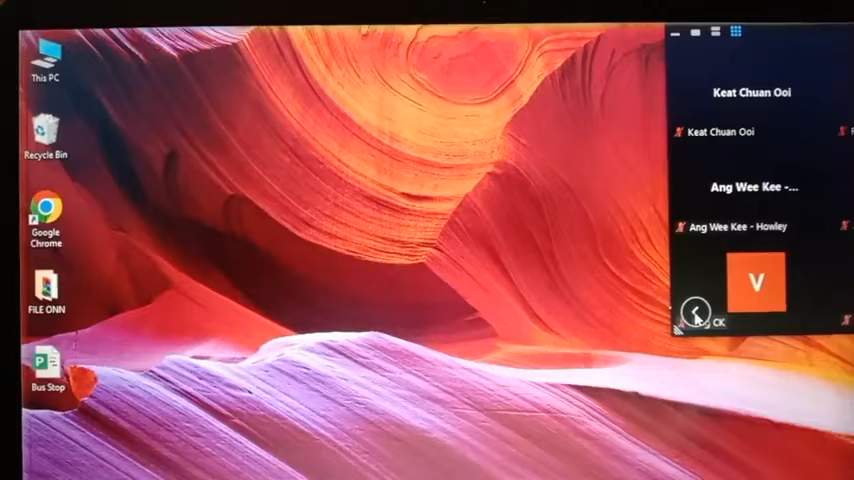 This PC
Recycle Bin
Google
Chrome
FILE ONN
Bus Stop
Keat Chuan Ooi
Keat Chuan Ooi
Ang Wee Kee -...
Ang Wee Kee - Howley
V
CK